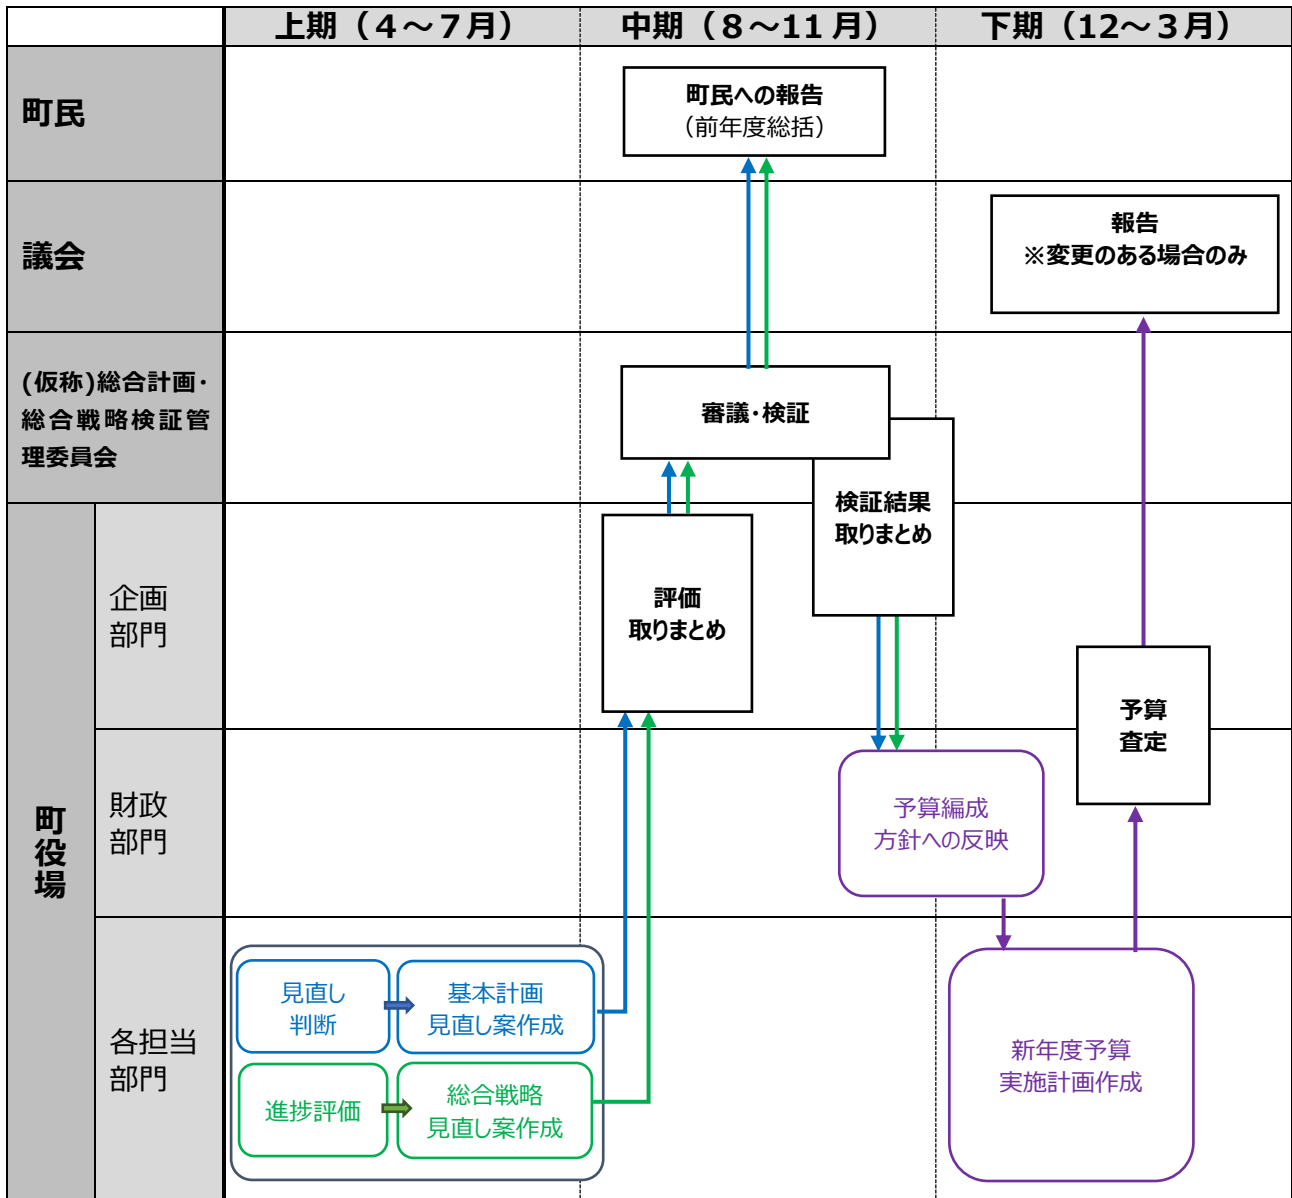 上期（４～７月）
中期（８～11 月）
下期（12～３月）
町民
町民への報告
（前年度総括）
議会
報告
※変更のある場合のみ
(仮称)総合計画・
総合戦略検証管
理委員会
審議・検証
検証結果
取りまとめ
町役場
企画
部門
評価
取りまとめ
予算
査定
財政
部門
予算編成
方針への反映
各担当
部門
見直し
判断
基本計画
見直し案作成
進捗評価
総合戦略
見直し案作成
新年度予算
実施計画作成